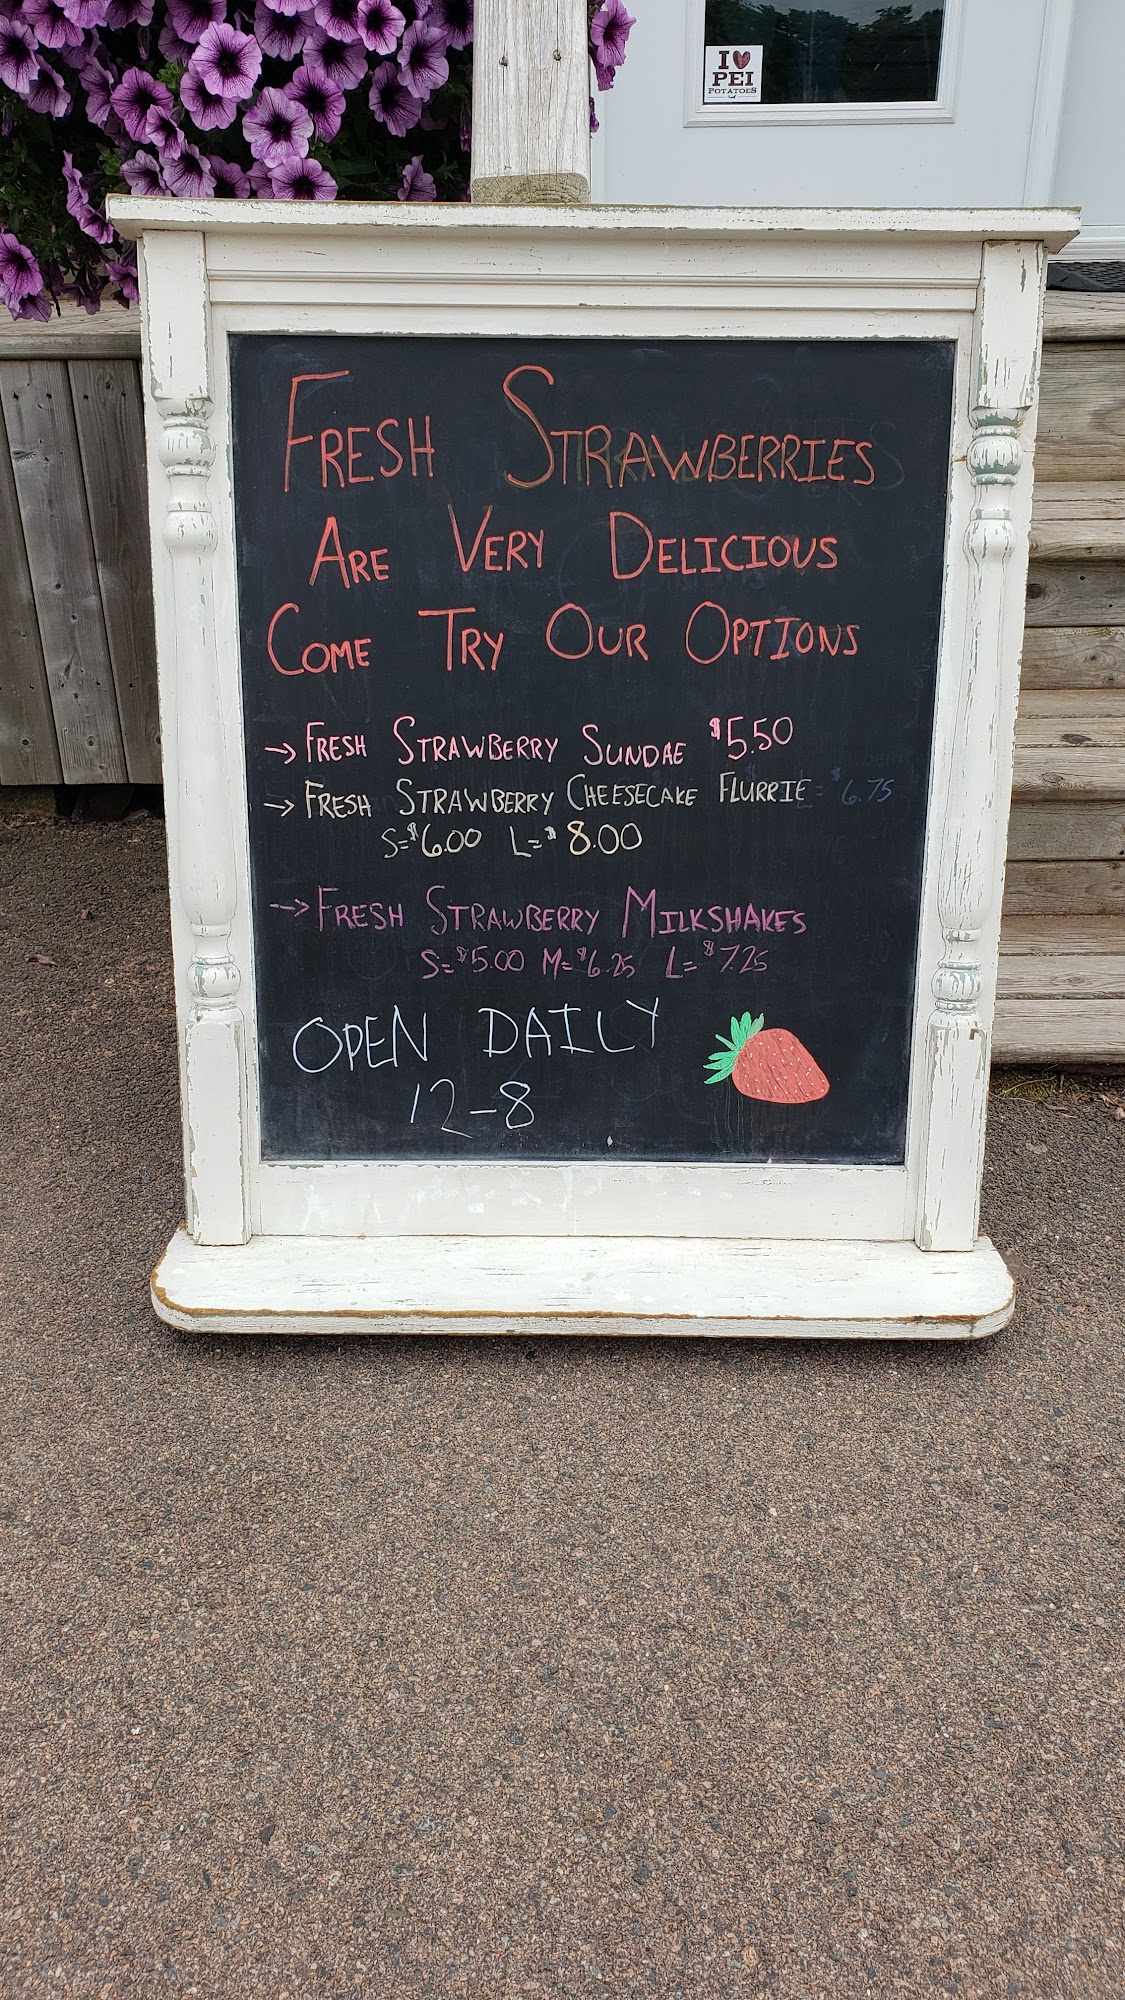 I ♥
PEI
POTATOES
FRESH STRAWBERRIES
ARE VERY DELICIOUS
COME TRY OUR OPTIONS
→ FRESH STRAWBERRY SUNDAE $5.50
→ FRESH STRAWBERRY CHEESECAKE FLURRIE = $6.75
S=$6.00 L=$8.00
→ FRESH STRAWBERRY MILKSHAKES
S=$5.00 M=$6.25 L=$7.25
OPEN DAILY
12-8